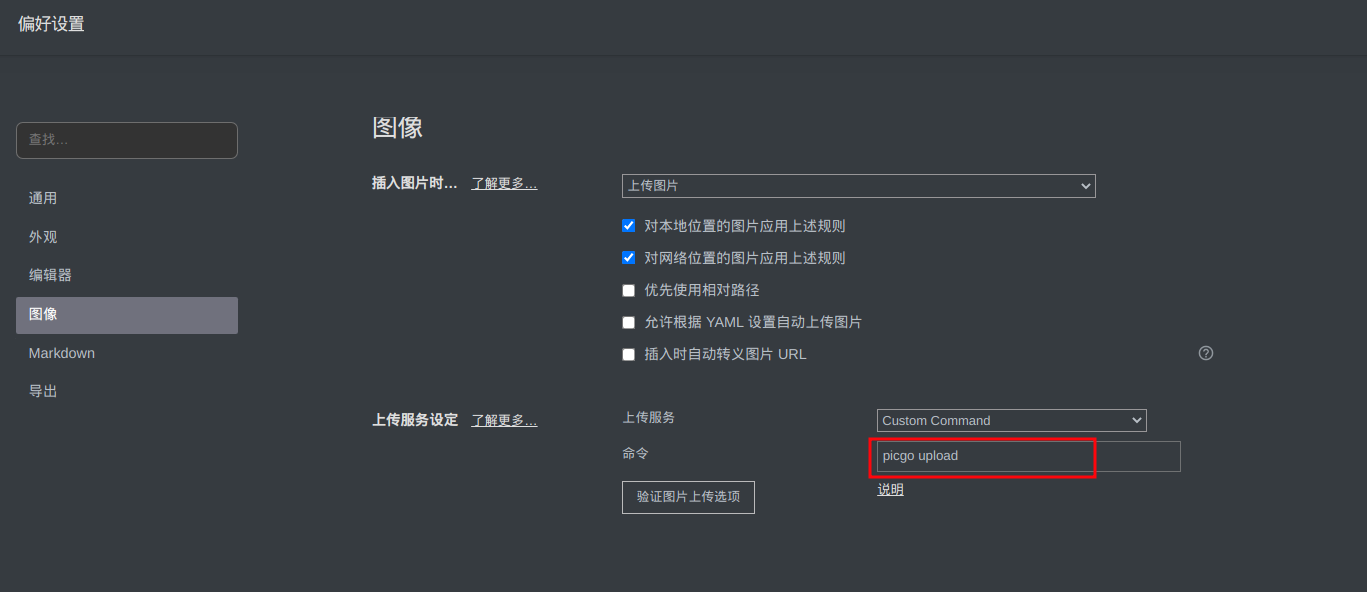 偏好设置
查找...
通用
外观
编辑器
图像
Markdown
导出
图像
插入图片时... 了解更多...
上传图片
对本地位置的图片应用上述规则
对网络位置的图片应用上述规则
优先使用相对路径
允许根据 YAML 设置自动上传图片
插入时自动转义图片 URL
?
上传服务设定 了解更多...
上传服务 Custom Command
命令 picgo upload
验证图片上传选项
说明